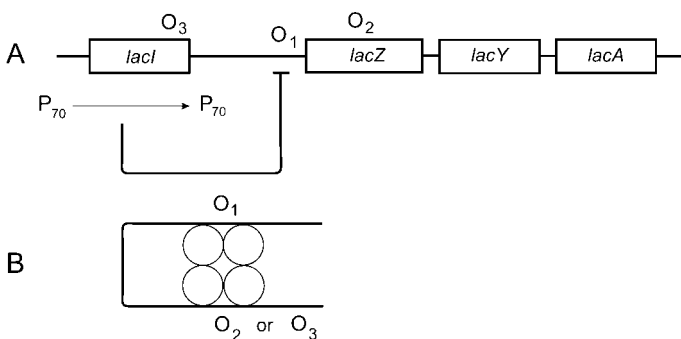 A
O3 O1 O2
lacI lacZ lacY lacA
P70 P70
O1
B
O2 or O3